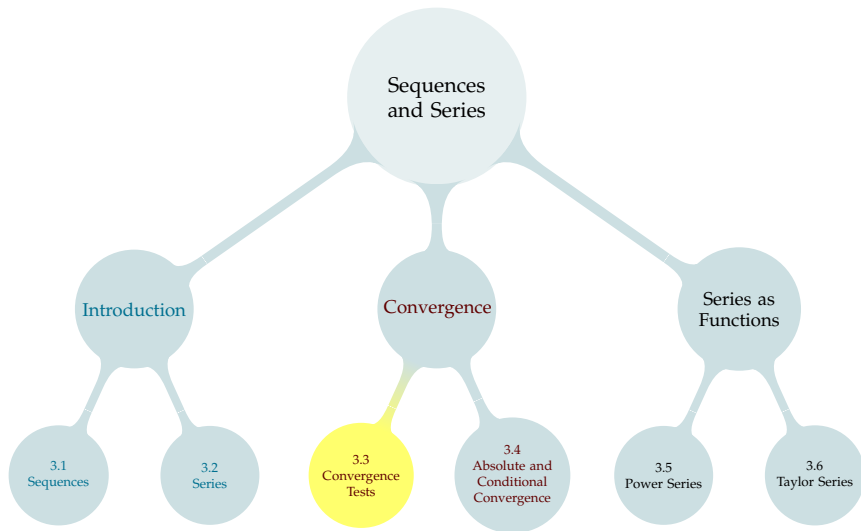 Sequences
and Series
Introduction
Convergence
Series as
Functions
3.1
Sequences
3.2
Series
3.3
Convergence
Tests
3.4
Absolute and
Conditional
Convergence
3.5
Power Series
3.6
Taylor Series